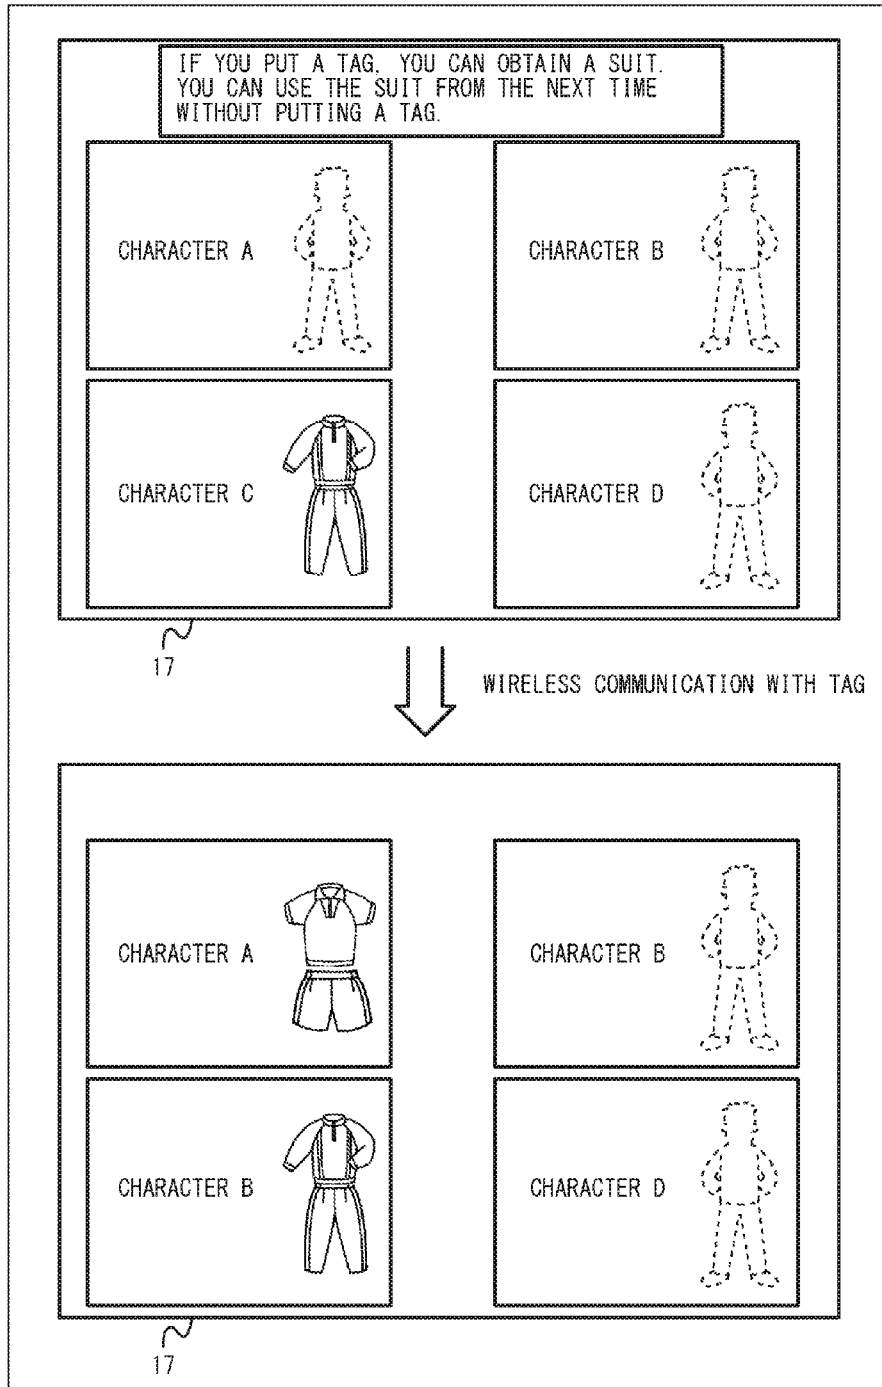 IF YOU PUT A TAG, YOU CAN OBTAIN A SUIT.
YOU CAN USE THE SUIT FROM THE NEXT TIME
WITHOUT PUTTING A TAG.
CHARACTER A
CHARACTER B
CHARACTER C
CHARACTER D
17
WIRELESS COMMUNICATION WITH TAG
CHARACTER A
CHARACTER B
CHARACTER B
CHARACTER D
17